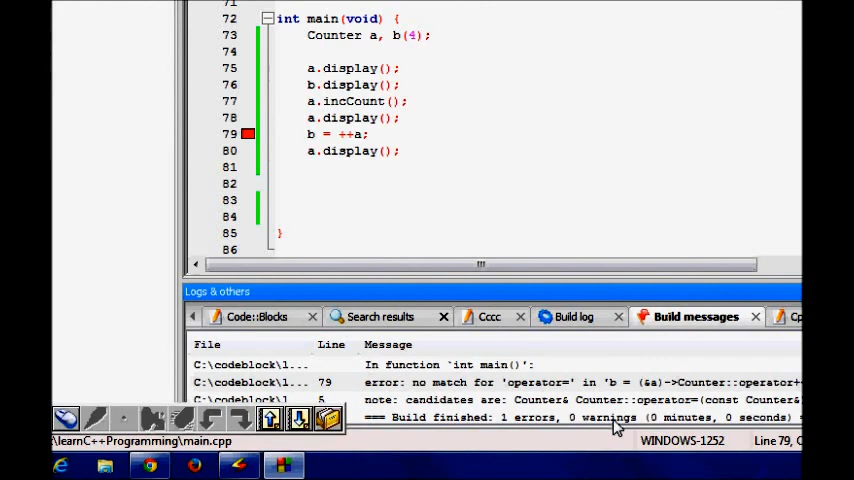 71
72 int main(void) {
73 Counter a, b(4);
74
75 a.display();
76 b.display();
77 a.incCount();
78 a.display();
79 b = ++a;
80 a.display();
81
82
83
84
85 }
86
Logs & others
Code::Blocks Search results Cccc Build log Build messages
File Line Message
C:\codeblock\l... In function `int main()':
C:\codeblock\l... 79 error: no match for 'operator=' in 'b = (&a)->Counter::operator+
C:\codeblock\l... 5 note: candidates are: Counter& Counter::operator=(const Counter&
=== Build finished: 1 errors, 0 warnings (0 minutes, 0 seconds) =
:\learnC++Programming\main.cpp WINDOWS-1252 Line 79, C